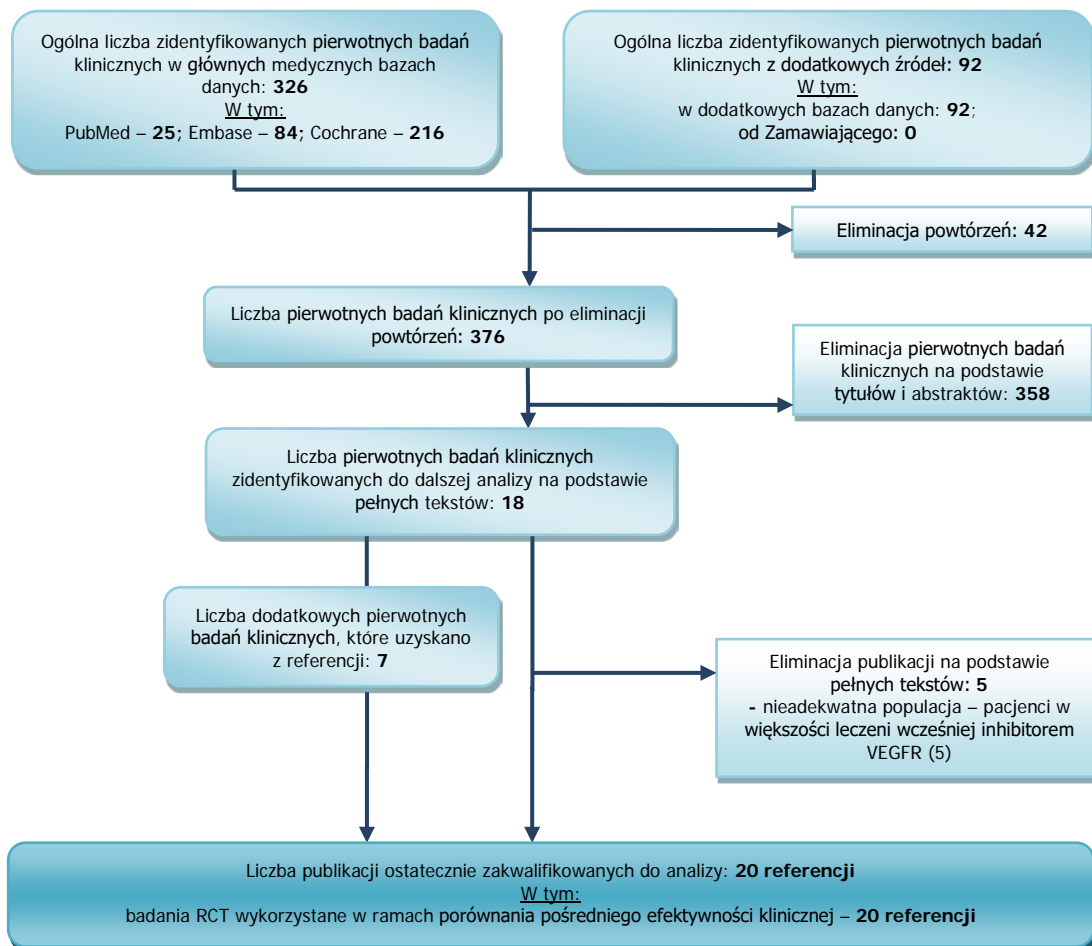 Ogólna liczba zidentyfikowanych pierwotnych badań
klinicznych w głównych medycznych bazach
danych: 326
W tym:
PubMed – 25; Embase – 84; Cochrane – 216
Ogólna liczba zidentyfikowanych pierwotnych badań
klinicznych z dodatkowych źródeł: 92
W tym:
w dodatkowych bazach danych: 92;
od Zamawiającego: 0
Eliminacja powtórzeń: 42
Liczba pierwotnych badań klinicznych po eliminacji
powtórzeń: 376
Eliminacja pierwotnych badań
klinicznych na podstawie
tytułów i abstraktów: 358
Liczba pierwotnych badań klinicznych
zidentyfikowanych do dalszej analizy na podstawie
pełnych tekstów: 18
Liczba dodatkowych pierwotnych
badań klinicznych, które uzyskano
z referencji: 7
Eliminacja publikacji na podstawie
pełnych tekstów: 5
- nieadekwatna populacja – pacjenci w
większości leczeni wcześniej inhibitorem
VEGFR (5)
Liczba publikacji ostatecznie zakwalifikowanych do analizy: 20 referencji
W tym:
badania RCT wykorzystane w ramach porównania pośredniego efektywności klinicznej – 20 referencji